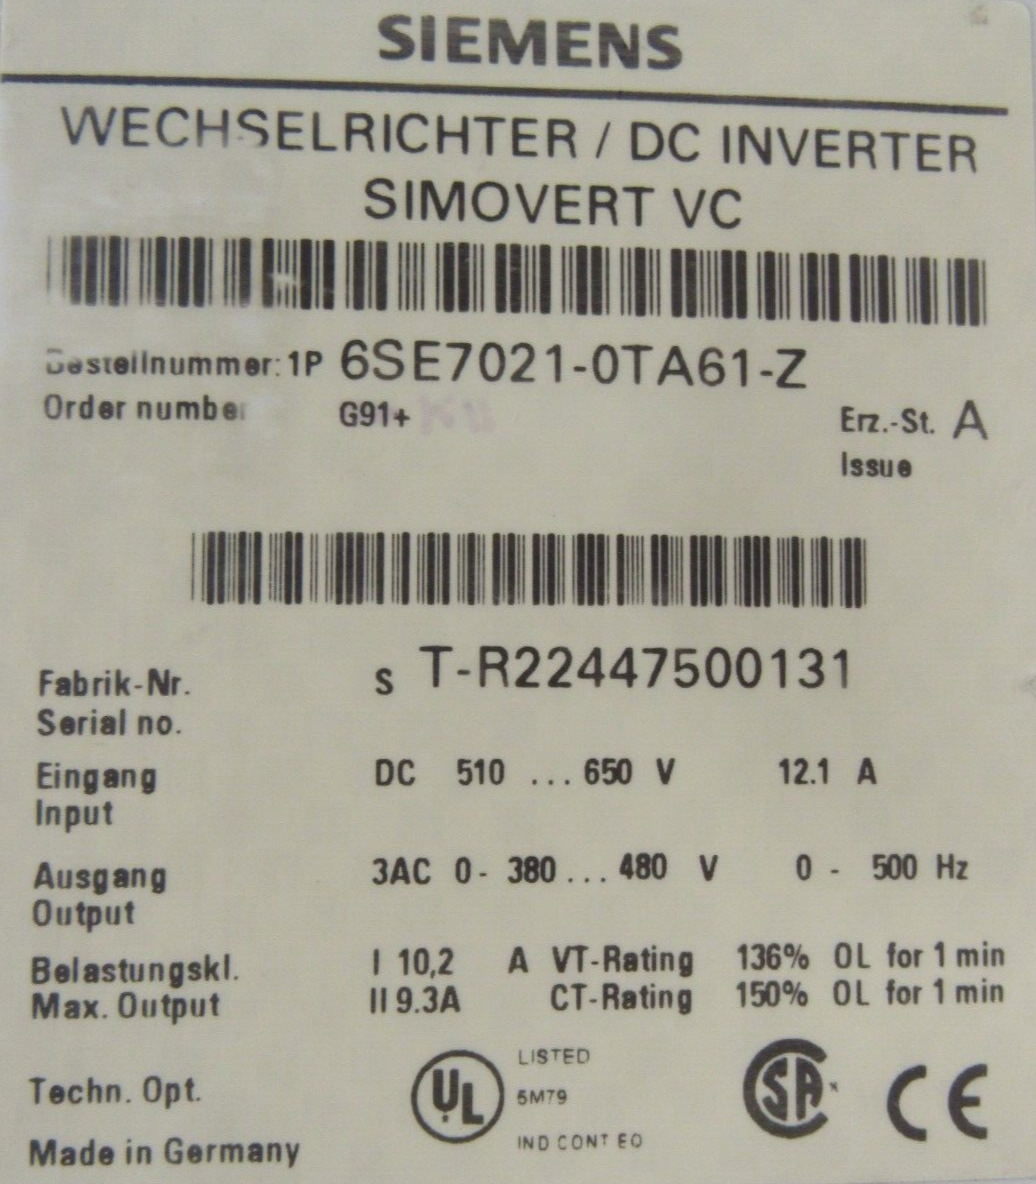 SIEMENS
WECHSELRICHTER / DC INVERTER
SIMOVERT VC
Bestellnummer: 1P 6SE7021-0TA61-Z
Order number G91+
Erz.-St. A
Issue
Fabrik-Nr. S T-R22447500131
Serial no.
Eingang DC 510 ... 650 V 12.1 A
Input
Ausgang 3AC 0- 380 ... 480 V 0 - 500 Hz
Output
Belastungskl. I 10,2 A VT-Rating 136% OL for 1 min
Max. Output II 9.3A CT-Rating 150% OL for 1 min
Techn. Opt.
UL LISTED
5M79
IND CONT EQ
SA CE
Made in Germany